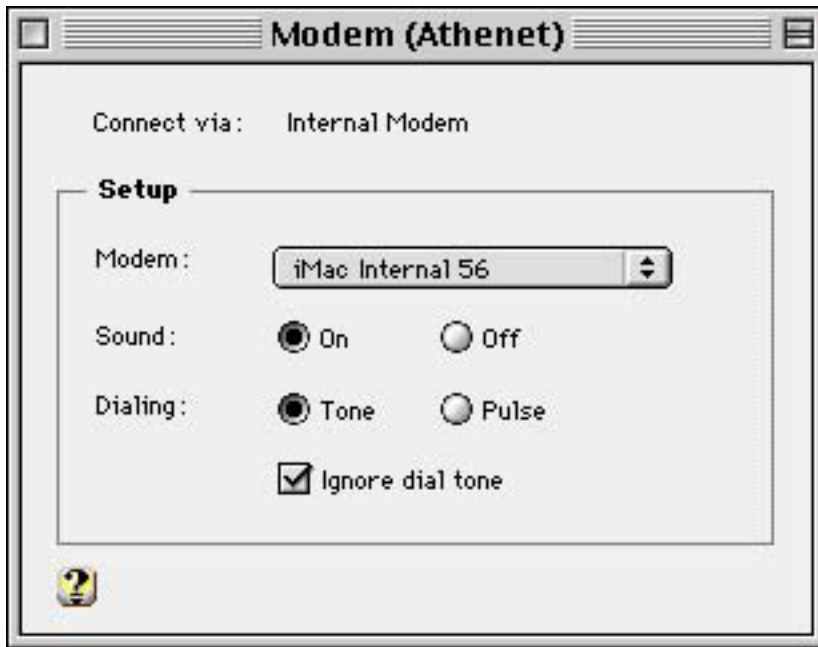 Modem (Athenet)
Connect via: Internal Modem
Setup
Modem: iMac Internal 56
Sound: On Off
Dialing: Tone Pulse
Ignore dial tone
?